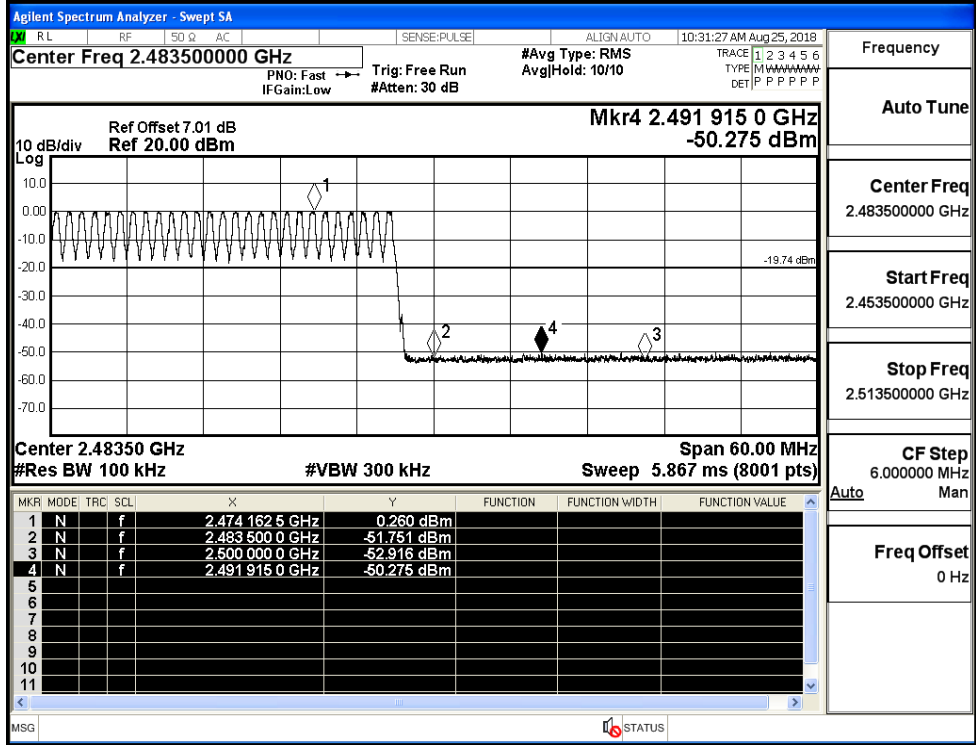 Agilent Spectrum Analyzer - Swept SA
LXI RL RF 50 Ω AC SENSE:PULSE ALIGN AUTO 10:31:27 AM Aug 25, 2018
Center Freq 2.483500000 GHz
PNO: Fast
IFGain:Low
Trig: Free Run
#Atten: 30 dB
#Avg Type: RMS
Avg|Hold: 10/10
TRACE 1 2 3 4 5 6
TYPE M WWWWW
DET P P P P P P
Ref Offset 7.01 dB
10 dB/div Ref 20.00 dBm
Log
Mkr4 2.491 915 0 GHz
-50.275 dBm
10.0
0.00
-10.0
-20.0
-30.0
-40.0
-50.0
-60.0
-70.0
1
-19.74 dBm
2
4
3
Center 2.48350 GHz Span 60.00 MHz
#Res BW 100 kHz #VBW 300 kHz Sweep 5.867 ms (8001 pts)
MKR MODE TRC SCL X Y FUNCTION FUNCTION WIDTH FUNCTION VALUE
1 N f 2.474 162 5 GHz 0.260 dBm
2 N f 2.483 500 0 GHz -51.751 dBm
3 N f 2.500 000 0 GHz -52.916 dBm
4 N f 2.491 915 0 GHz -50.275 dBm
5
6
7
8
9
10
11
MSG STATUS
Frequency
Auto Tune
Center Freq
2.483500000 GHz
Start Freq
2.453500000 GHz
Stop Freq
2.513500000 GHz
CF Step
6.000000 MHz
Auto Man
Freq Offset
0 Hz